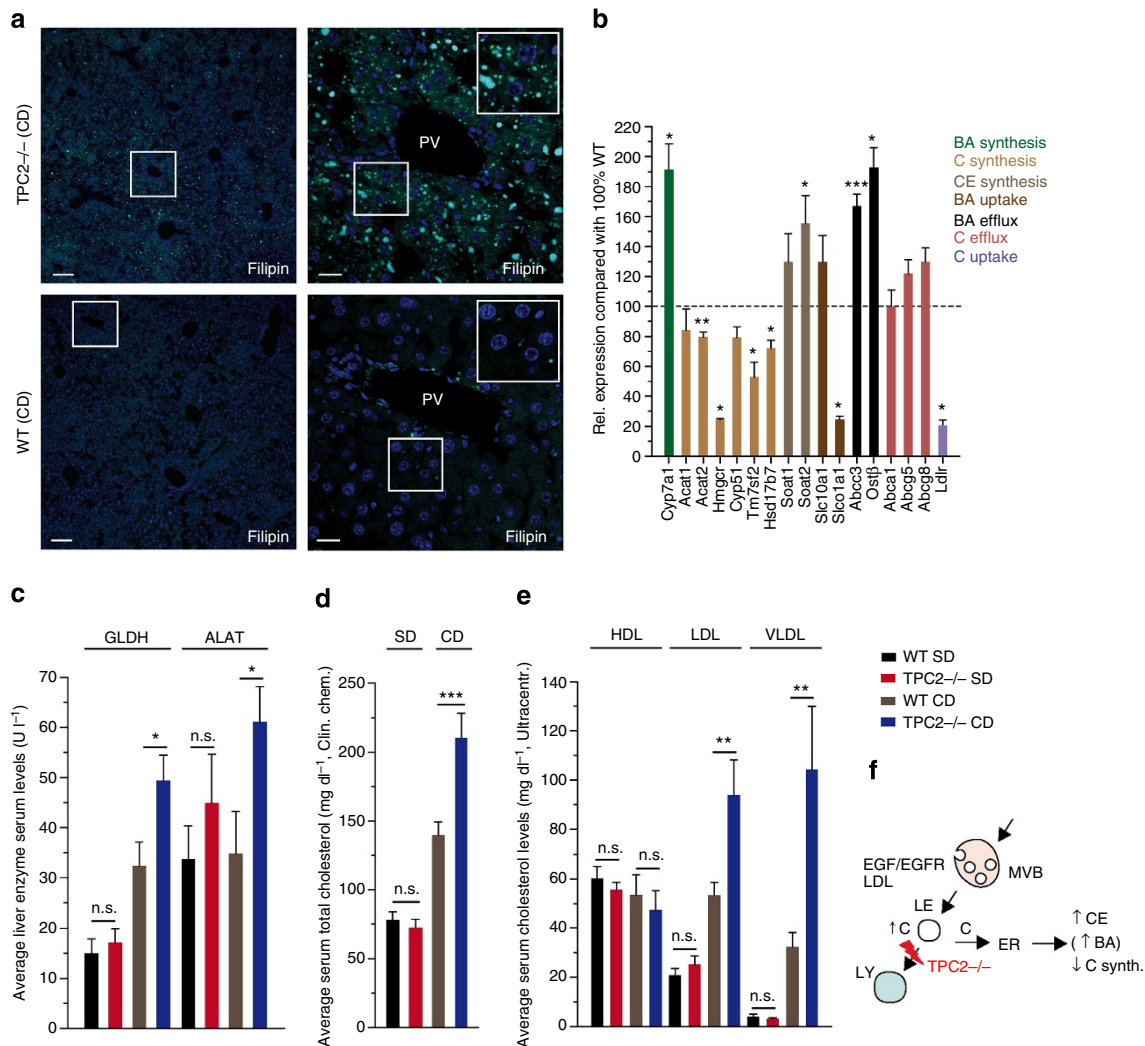 a
TPC2–/– (CD)
Filipin
PV
Filipin
WT (CD)
Filipin
PV
Filipin
b
Rel. expression compared with 100% WT
220
200
180
160
140
120
100
80
60
40
20
0
*
**
*
*
*
*
*
***
*
*
Cyp7a1
Acat1
Acat2
Hmgcr
Cyp51
Tm7sf2
Hsd17b7
Soat1
Soat2
Slc10a1
Slco1a1
Abcc3
Ostβ
Abca1
Abcg5
Abcg8
Ldlr
BA synthesis
C synthesis
CE synthesis
BA uptake
BA efflux
C efflux
C uptake
c
GLDH ALAT
Average liver enzyme serum levels (U l–1)
70
60
50
40
30
20
10
0
n.s.
*
n.s.
*
d
SD CD
Average serum total cholesterol (mg dl–1, Clin. chem.)
250
200
150
100
50
0
n.s.
***
e
HDL LDL VLDL
Average serum cholesterol levels (mg dl–1, Ultracentr.)
140
120
100
80
60
40
20
0
n.s.
n.s.
n.s.
**
n.s.
**
WT SD
TPC2–/– SD
WT CD
TPC2–/– CD
f
EGF/EGFR
LDL
MVB
LE
↑C
C
ER
↑ CE
( ↑ BA)
↓ C synth.
TPC2–/–
LY